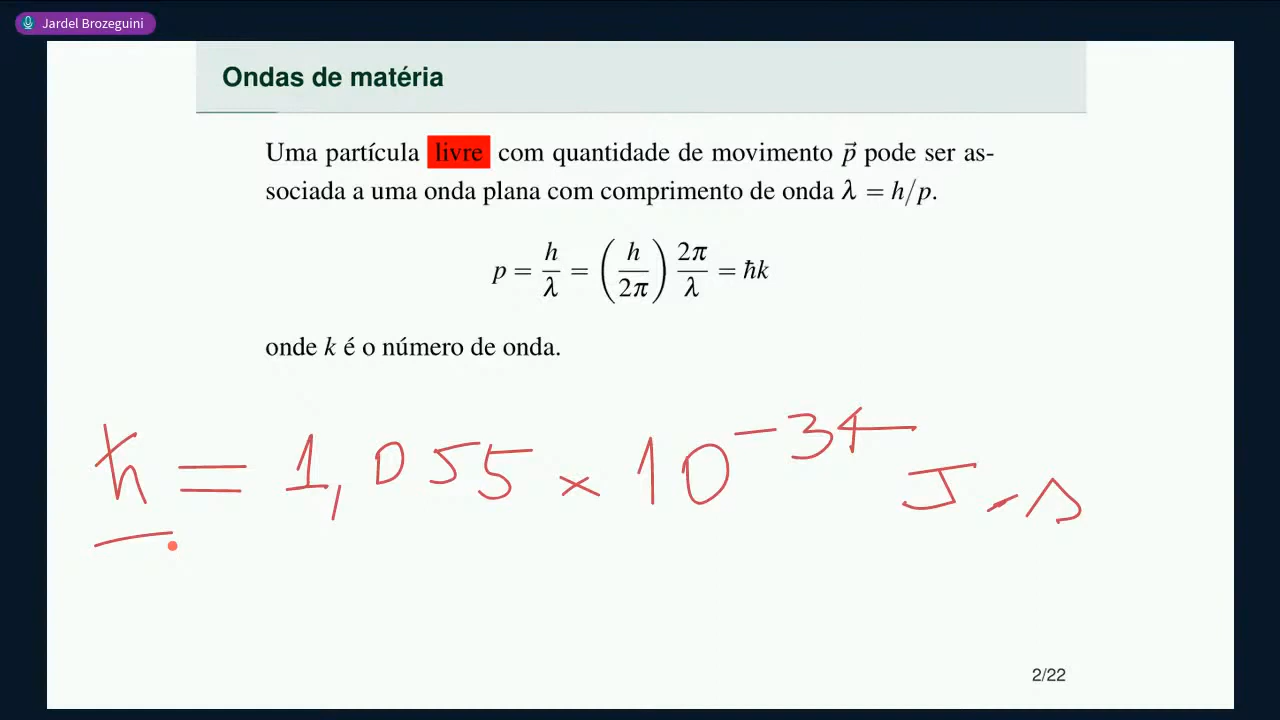 Jardel Brozeguini
Ondas de matéria
Uma partícula livre com quantidade de movimento p⃗ pode ser as-
sociada a uma onda plana com comprimento de onda λ = h/p.
p = h/λ = (h/2π) 2π/λ = ħk
onde k é o número de onda.
ħ = 1,055 × 10⁻³⁴ J.s
2/22